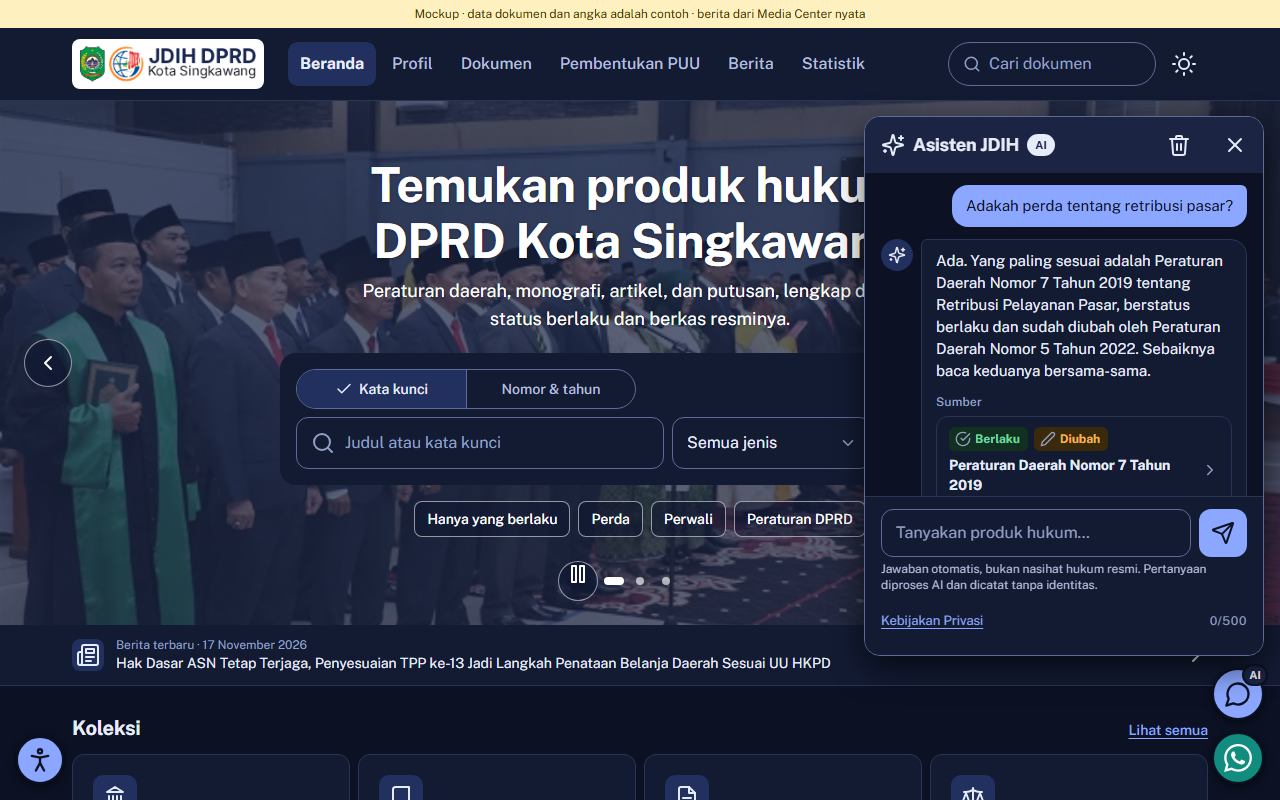 Mockup · data dokumen dan angka adalah contoh · berita dari Media Center nyata
JDIH DPRD
Kota Singkawang
Beranda
Profil
Dokumen
Pembentukan PUU
Berita
Statistik
Cari dokumen
Temukan produk huku
DPRD Kota Singkawan
Peraturan daerah, monografi, artikel, dan putusan, lengkap d
status berlaku dan berkas resminya.
Kata kunci
Nomor & tahun
Judul atau kata kunci
Semua jenis
Hanya yang berlaku
Perda
Perwali
Peraturan DPRD
Asisten JDIH AI
Adakah perda tentang retribusi pasar?
Ada. Yang paling sesuai adalah Peraturan
Daerah Nomor 7 Tahun 2019 tentang
Retribusi Pelayanan Pasar, berstatus
berlaku dan sudah diubah oleh Peraturan
Daerah Nomor 5 Tahun 2022. Sebaiknya
baca keduanya bersama-sama.
Sumber
Berlaku
Diubah
Peraturan Daerah Nomor 7 Tahun
2019
Tanyakan produk hukum...
Jawaban otomatis, bukan nasihat hukum resmi. Pertanyaan
diproses AI dan dicatat tanpa identitas.
Kebijakan Privasi
0/500
Berita terbaru · 17 November 2026
Hak Dasar ASN Tetap Terjaga, Penyesuaian TPP ke-13 Jadi Langkah Penataan Belanja Daerah Sesuai UU HKPD
AI
Koleksi
Lihat semua